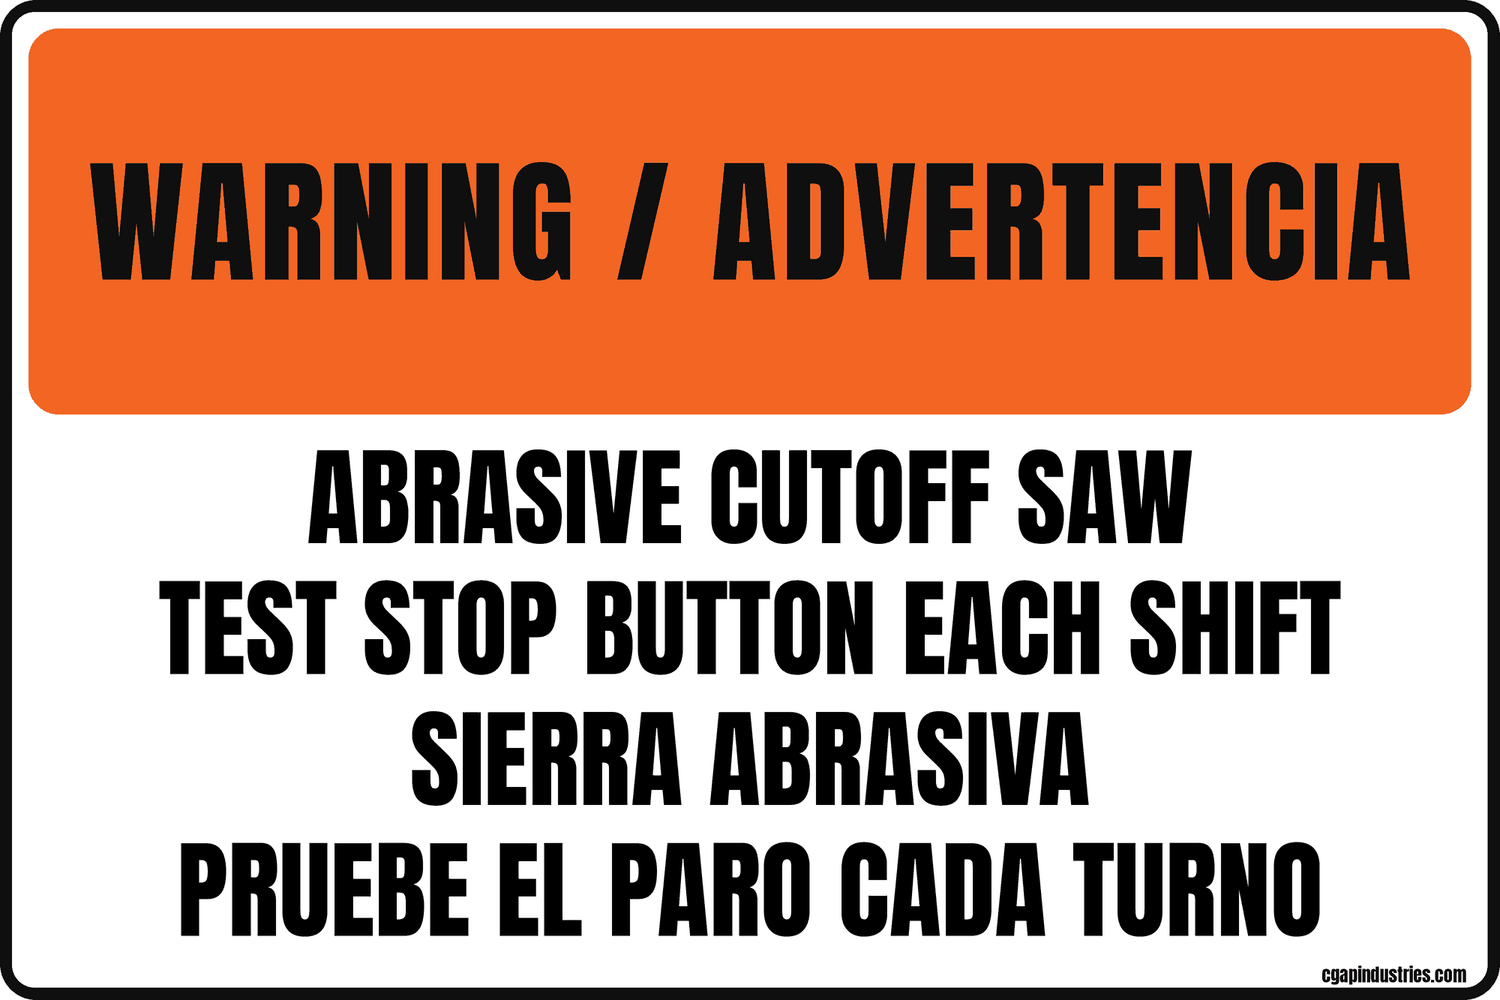 WARNING / ADVERTENCIA
ABRASIVE CUTOFF SAW
TEST STOP BUTTON EACH SHIFT
SIERRA ABRASIVA
PRUEBE EL PARO CADA TURNO
cgapindustries.com